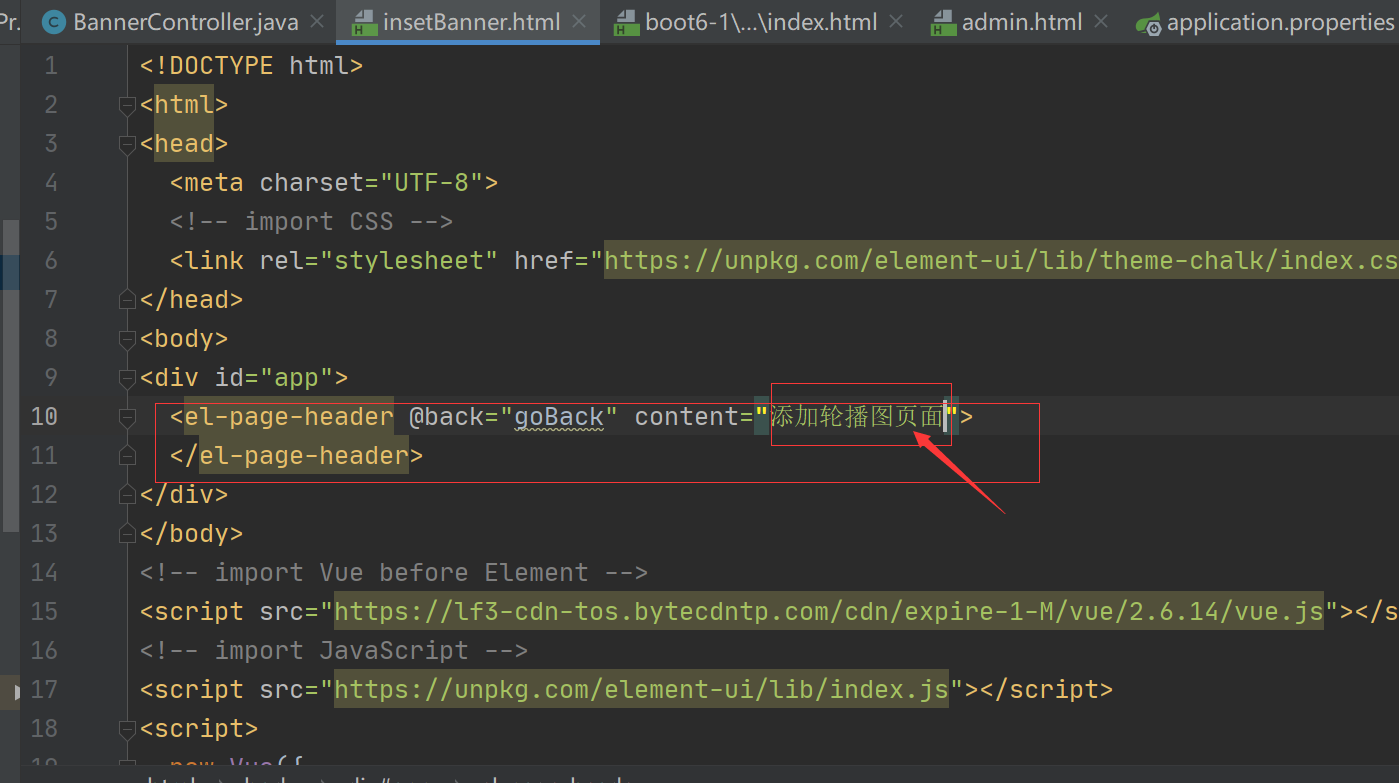 Pr.
BannerController.java
insetBanner.html
boot6-1\...\index.html
admin.html
application.properties
1 <!DOCTYPE html>
2 <html>
3 <head>
4 <meta charset="UTF-8">
5 <!-- import CSS -->
6 <link rel="stylesheet" href="https://unpkg.com/element-ui/lib/theme-chalk/index.cs
7 </head>
8 <body>
9 <div id="app">
10 <el-page-header @back="goBack" content="添加轮播图页面">
11 </el-page-header>
12 </div>
13 </body>
14 <!-- import Vue before Element -->
15 <script src="https://lf3-cdn-tos.bytecdntp.com/cdn/expire-1-M/vue/2.6.14/vue.js"></s
16 <!-- import JavaScript -->
17 <script src="https://unpkg.com/element-ui/lib/index.js"></script>
18 <script>
19 new Vue({